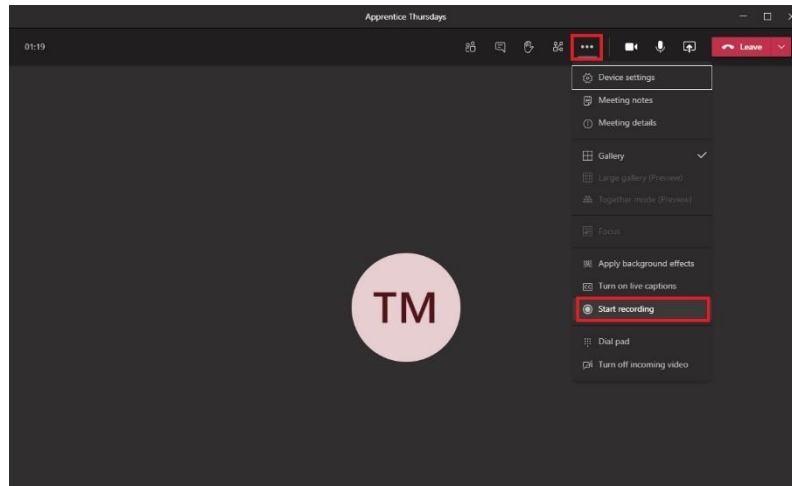 Apprentice Thursdays
01:19
Leave
Device settings
Meeting notes
Meeting details
Gallery
Large gallery (Preview)
Together mode (Preview)
Focus
Apply background effects
CC Turn on live captions
Start recording
Dial pad
Turn off incoming video
TM